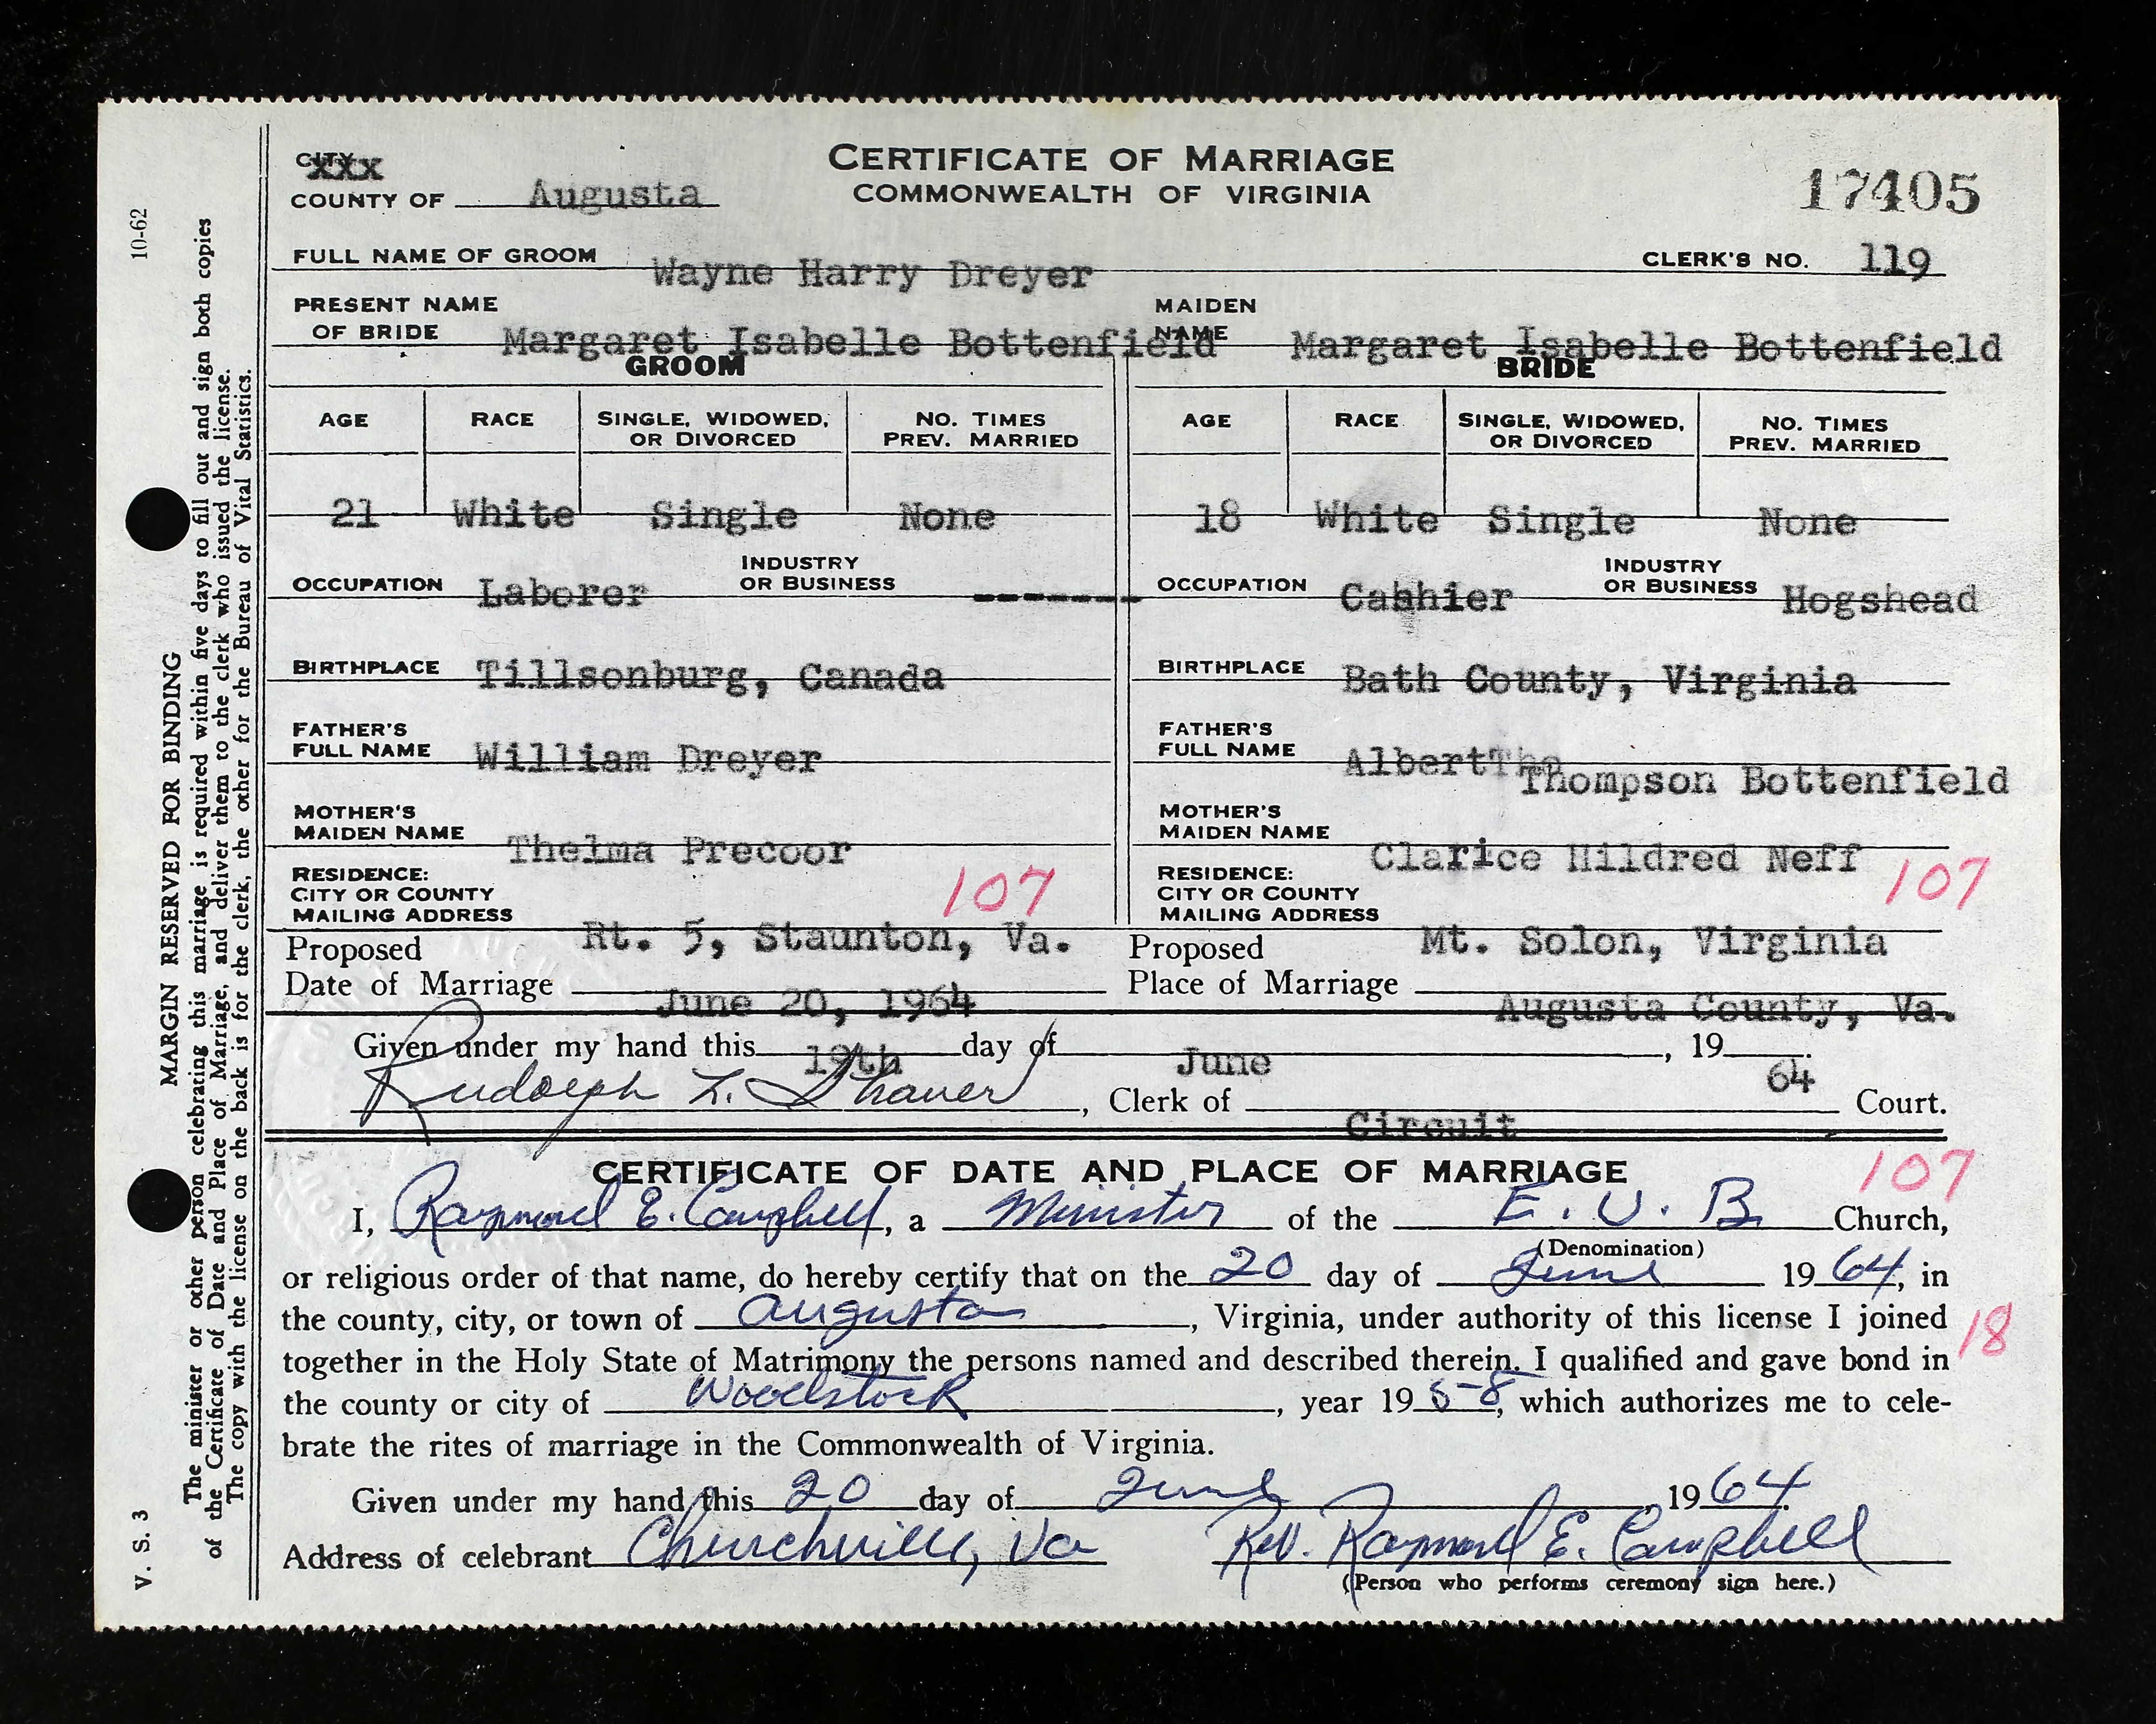 CITY XXX
CERTIFICATE OF MARRIAGE
COUNTY OF Augusta
COMMONWEALTH OF VIRGINIA
17405
FULL NAME OF GROOM Wayne Harry Dreyer CLERK'S NO. 119
PRESENT NAME OF BRIDE Margaret Isabelle Bottenfield MAIDEN NAME Margaret Isabelle Bottenfield
GROOM BRIDE
AGE RACE SINGLE, WIDOWED, OR DIVORCED NO. TIMES PREV. MARRIED AGE RACE SINGLE, WIDOWED, OR DIVORCED NO. TIMES PREV. MARRIED
21 White Single None 18 White Single None
OCCUPATION Laborer INDUSTRY OR BUSINESS ------- OCCUPATION Cashier INDUSTRY OR BUSINESS Hogshead
BIRTHPLACE Tillsonburg, Canada BIRTHPLACE Bath County, Virginia
FATHER'S FULL NAME William Dreyer FATHER'S FULL NAME Albert Tho Thompson Bottenfield
MOTHER'S MAIDEN NAME Thelma Precoor MOTHER'S MAIDEN NAME Clarice Hildred Neff
RESIDENCE: CITY OR COUNTY MAILING ADDRESS Rt. 5, Staunton, Va. 107 RESIDENCE: CITY OR COUNTY MAILING ADDRESS Mt. Solon, Virginia 107
Proposed Date of Marriage June 20, 1964 Proposed Place of Marriage Augusta County, Va.
Given under my hand this 19th day of June, 19 64.
Rudolph L. Shaver, Clerk of Circuit Court.
CERTIFICATE OF DATE AND PLACE OF MARRIAGE 107
I, Raymond E. Campbell, a Minister of the E. U. B. Church,
(Denomination)
or religious order of that name, do hereby certify that on the 20 day of June 19 64, in
the county, city, or town of Augusta, Virginia, under authority of this license I joined
18
together in the Holy State of Matrimony the persons named and described therein. I qualified and gave bond in
the county or city of Woodstock, year 19 58, which authorizes me to cele-
brate the rites of marriage in the Commonwealth of Virginia.
Given under my hand this 20 day of June, 19 64.
Address of celebrant Churchville, Va Rev. Raymond E. Campbell
(Person who performs ceremony sign here.)
V. S. 3 MARGIN RESERVED FOR BINDING 10-62
The minister or other person celebrating this marriage is required within five days to fill out and sign both copies
of the Certificate of Date and Place of Marriage, and deliver them to the clerk who issued the license.
The copy with the license on the back is for the clerk, the other for the Bureau of Vital Statistics.